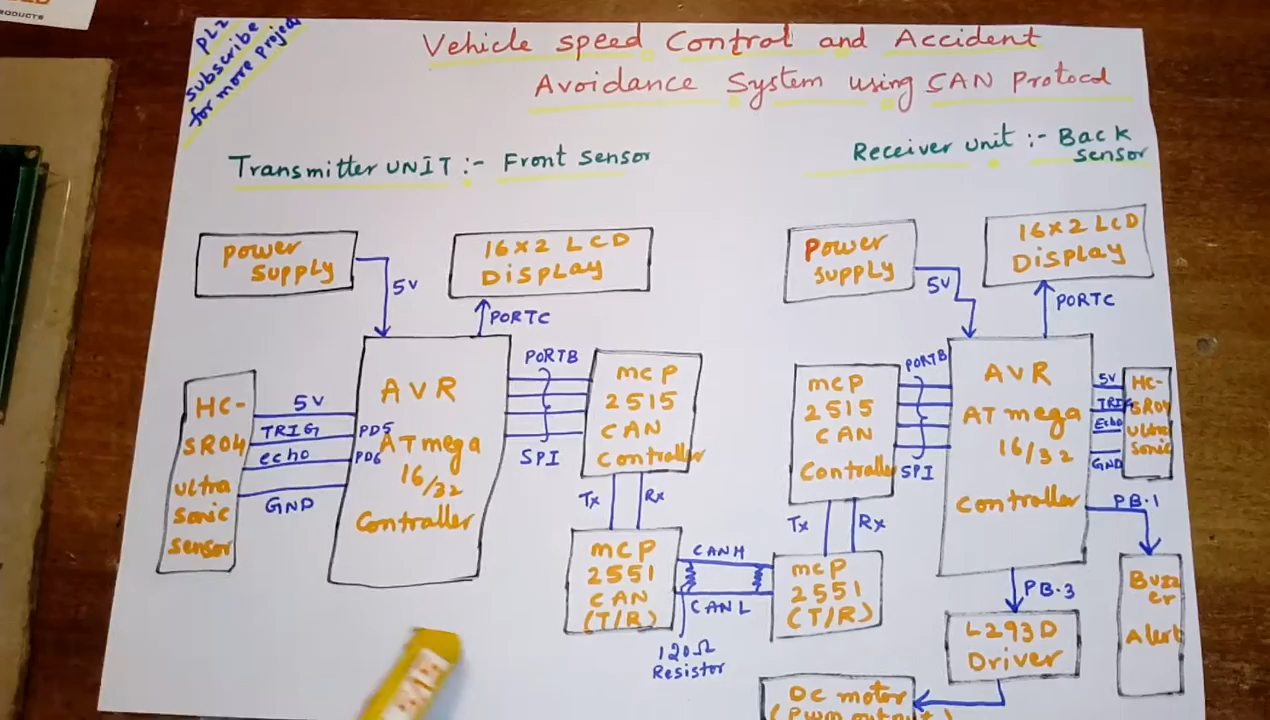 RODUCTS
PLZ
subscribe
for more Project
Vehicle speed Control and Accident
Avoidance System using CAN Protocol
Transmitter UNIT :- Front Sensor
Receiver unit :- Back
sensor
Power
Supply
5V
16x2 LCD
Display
PORTC
HC-
SR04
ultra
sonic
sensor
5V
TRIG
echo
GND
PD5
PD6
AVR
ATmega
16/32
Controller
PORTB
SPI
MCP
2515
CAN
Controller
Tx
Rx
MCP
2551
CAN
(T/R)
CANH
CANL
120Ω
Resistor
Power
Supply
5V
16x2 LCD
Display
PORTC
MCP
2515
CAN
Controller
PORTB
SPI
Tx
Rx
MCP
2551
(T/R)
AVR
ATmega
16/32
Controller
5V
TRIG
Echo
GND
HC-
SR04
ultra
sonic
PB.1
Buzz
er
Alert
PB.3
L293D
Driver
DC motor
(PWM output)